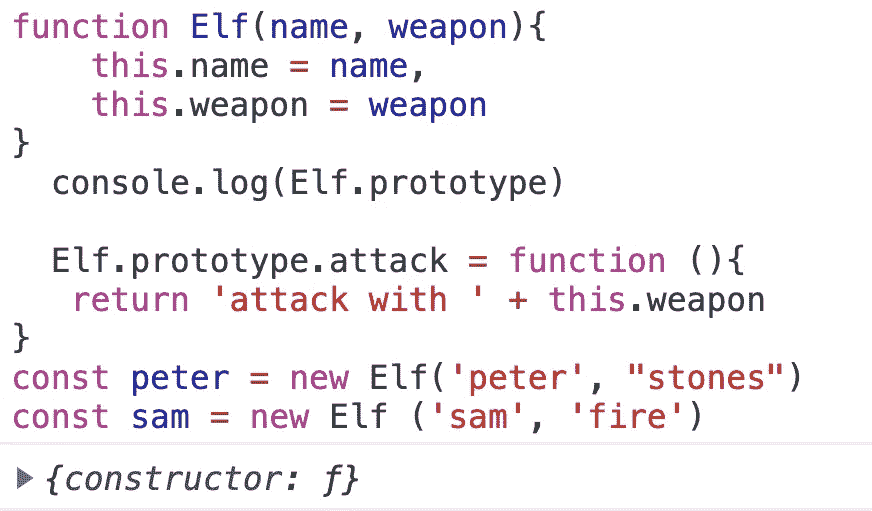 function Elf(name, weapon){
    this.name = name,
    this.weapon = weapon
}
  console.log(Elf.prototype)

  Elf.prototype.attack = function (){
   return 'attack with ' + this.weapon
}
const peter = new Elf('peter', "stones")
const sam = new Elf ('sam', 'fire')
▶ {constructor: f}